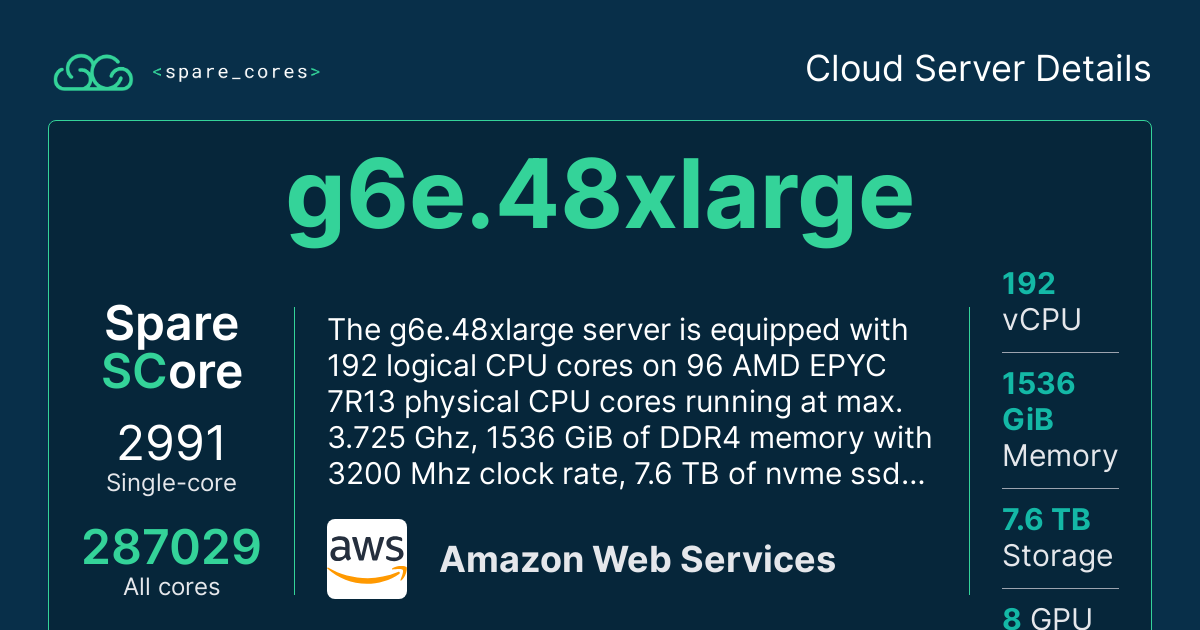 <spare_cores>
Cloud Server Details
g6e.48xlarge
Spare
SCore
2991
Single-core
287029
All cores
The g6e.48xlarge server is equipped with
192 logical CPU cores on 96 AMD EPYC
7R13 physical CPU cores running at max.
3.725 Ghz, 1536 GiB of DDR4 memory with
3200 Mhz clock rate, 7.6 TB of nvme ssd...
aws
Amazon Web Services
192
vCPU
1536
GiB
Memory
7.6 TB
Storage
8 GPU